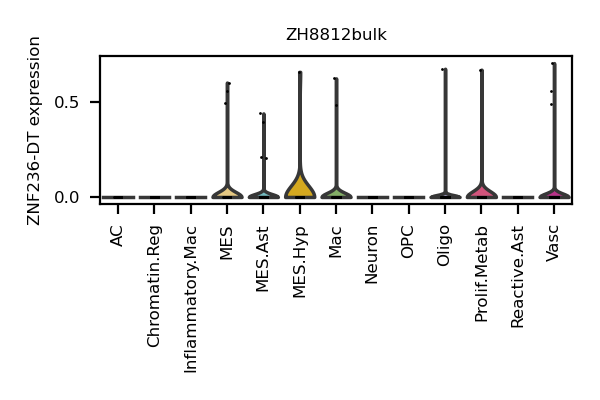 ZH8812bulk
ZNF236-DT expression
0.5
0.0
AC
Chromatin.Reg
Inflammatory.Mac
MES
MES.Ast
MES.Hyp
Mac
Neuron
OPC
Oligo
Prolif.Metab
Reactive.Ast
Vasc